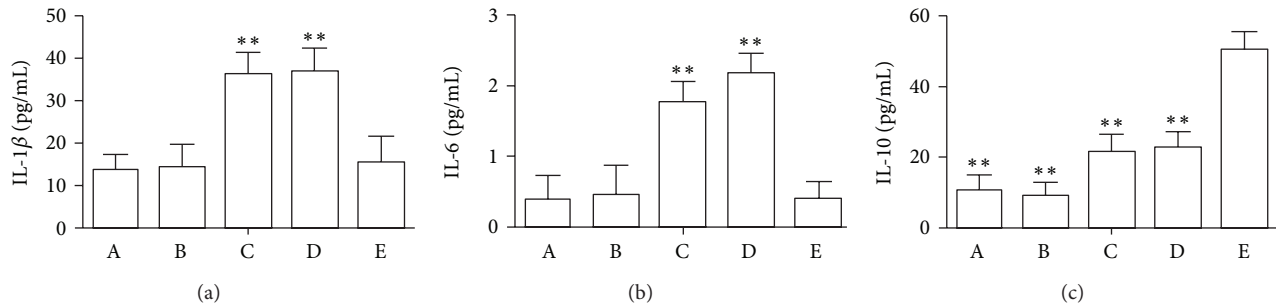 50
40
30
20
10
0
IL-1β (pg/mL)
** **
A B C D E
(a)
3
2
1
0
IL-6 (pg/mL)
**
**
A B C D E
(b)
60
40
20
0
IL-10 (pg/mL)
** ** ** **
A B C D E
(c)